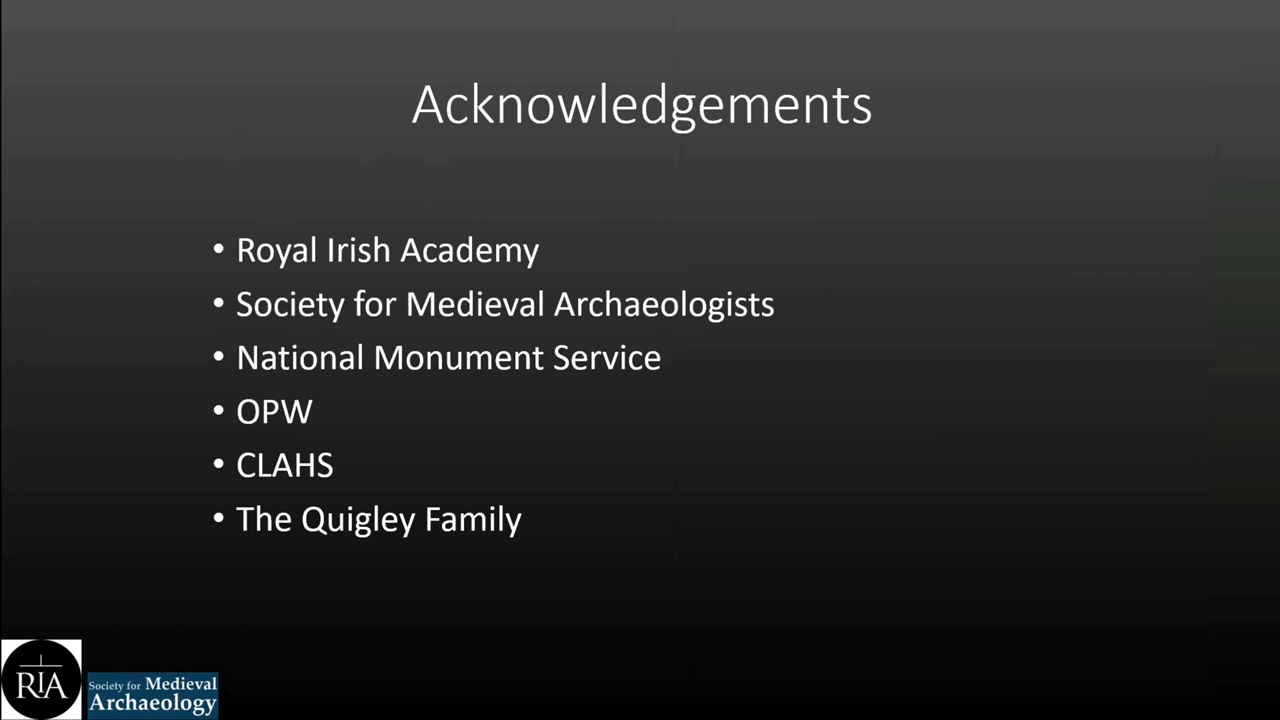 Acknowledgements
• Royal Irish Academy
• Society for Medieval Archaeologists
• National Monument Service
• OPW
• CLAHS
• The Quigley Family
RIA
Society for Medieval
Archaeology